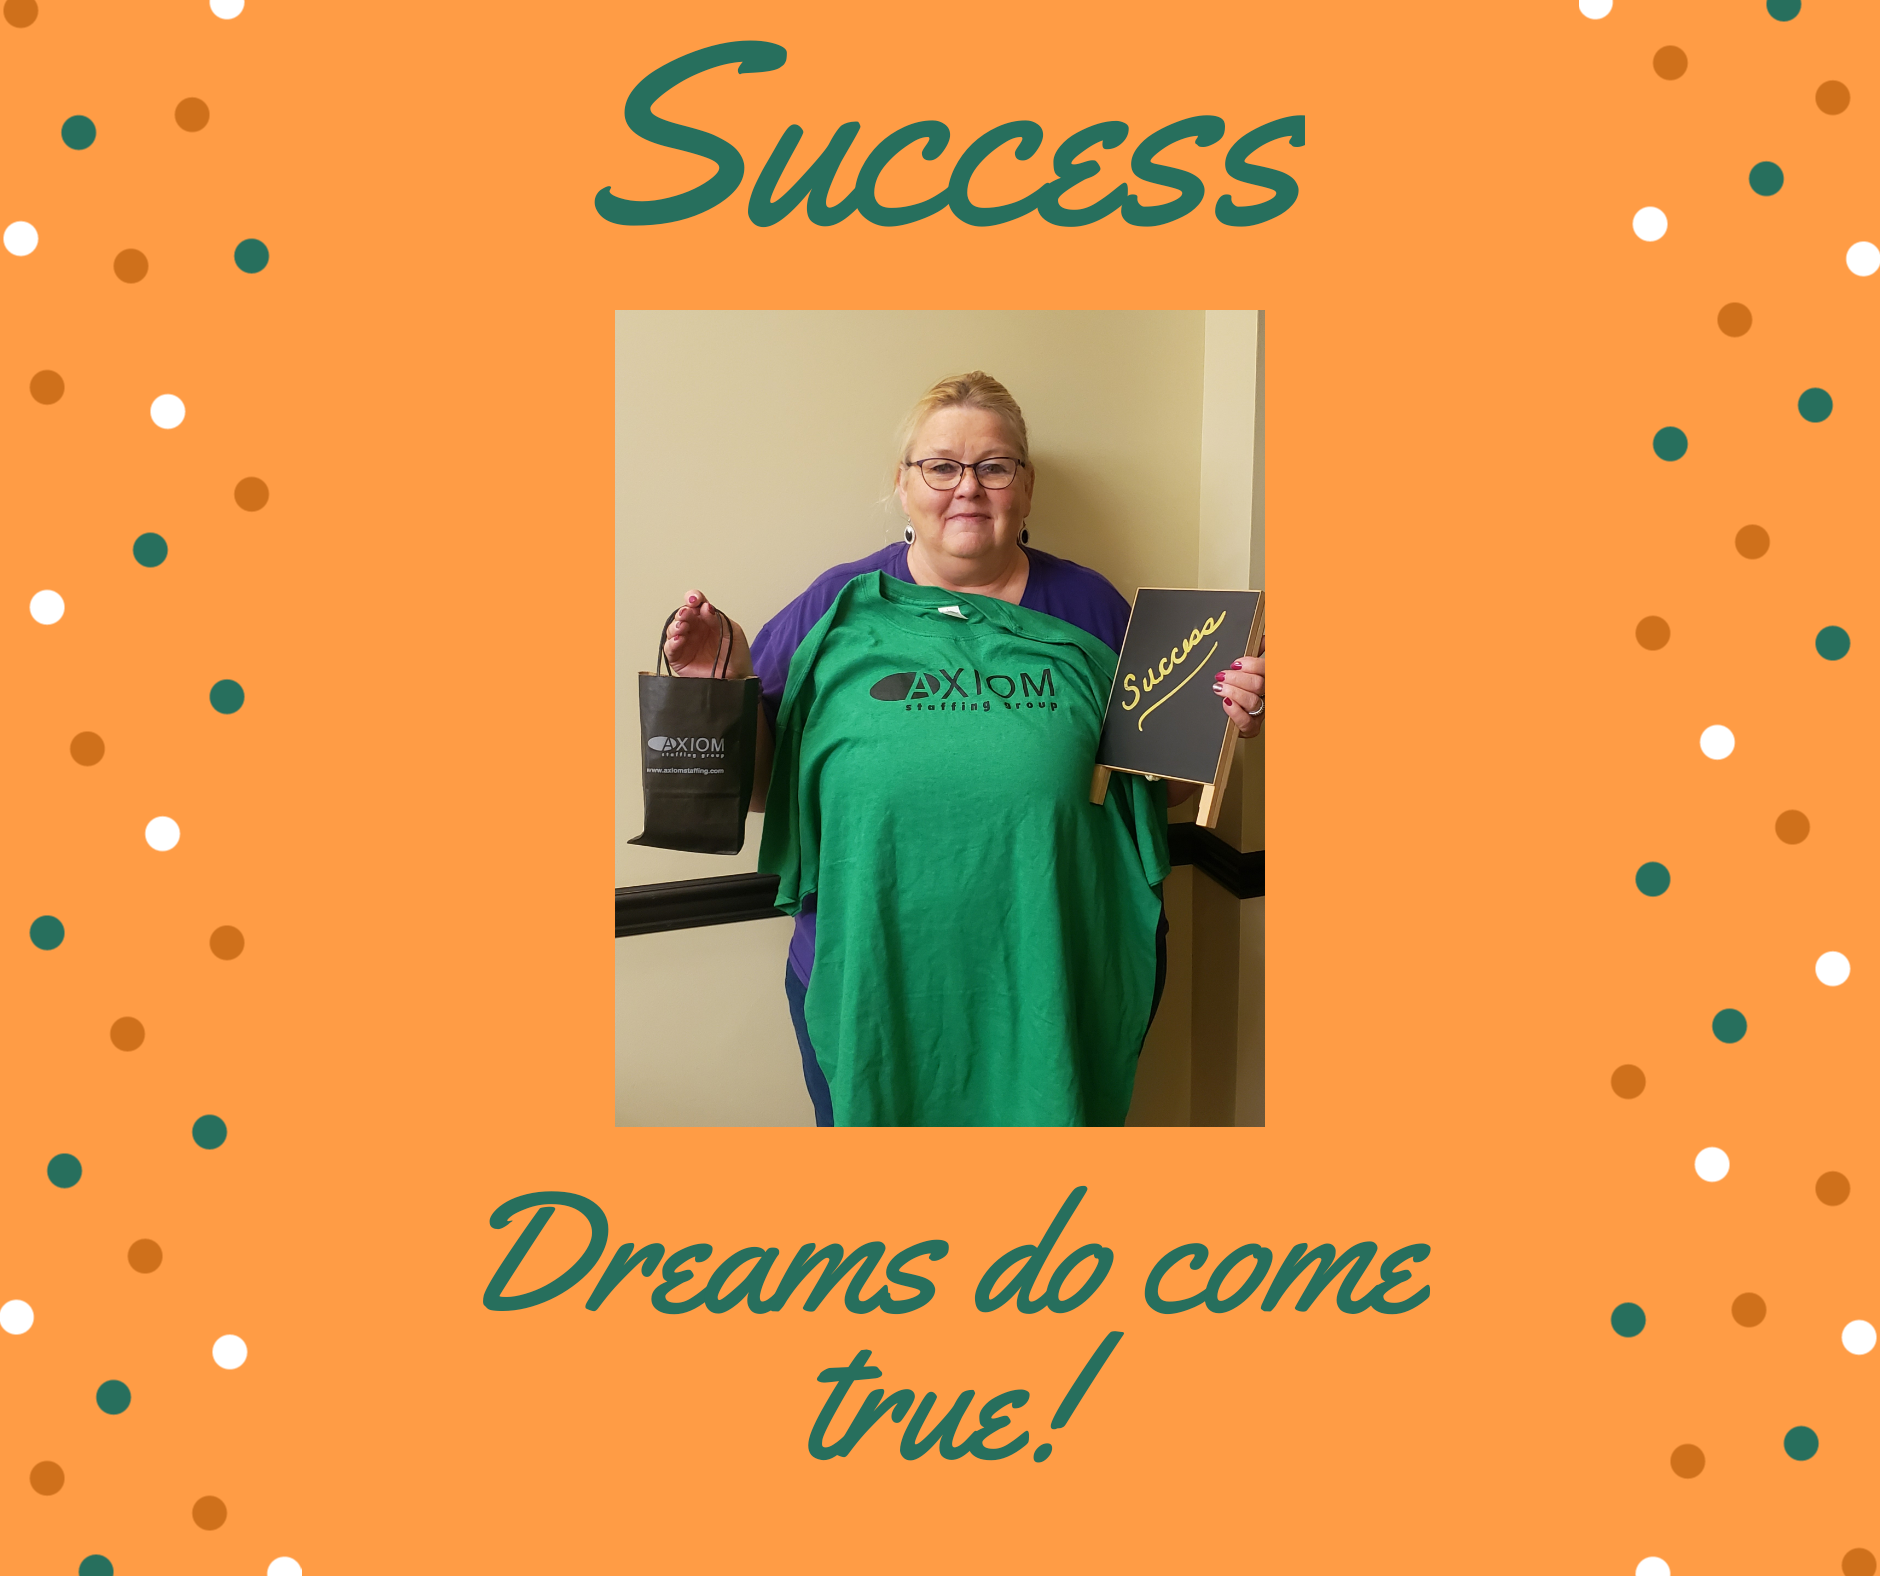 Success
AXIOM
staffing group
Success
AXIOM
staffing group
www.axiomstaffing.com
Dreams do come
true!